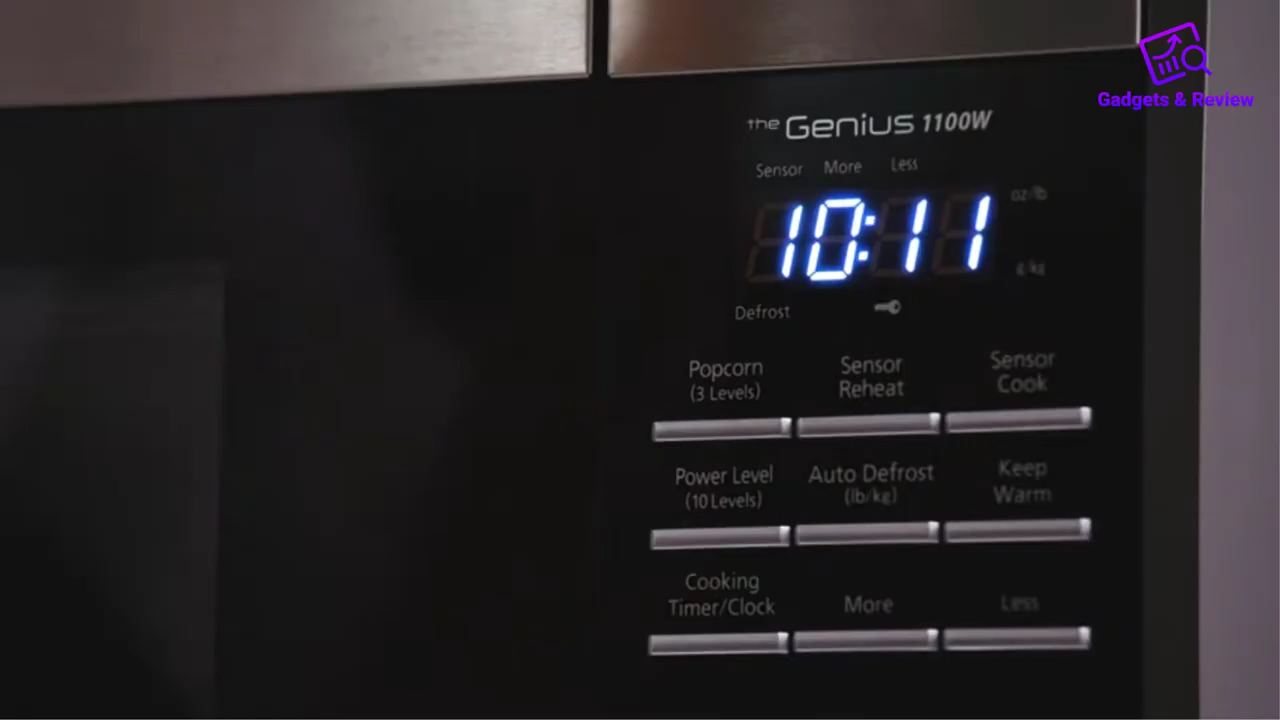 Gadgets & Review
the Genius 1100W
Sensor More Less
oz/lb
10:11
g/kg
Defrost
Popcorn
(3 Levels)
Sensor
Reheat
Sensor
Cook
Power Level
(10 Levels)
Auto Defrost
(lb/kg)
Keep
Warm
Cooking
Timer/Clock
More
Less